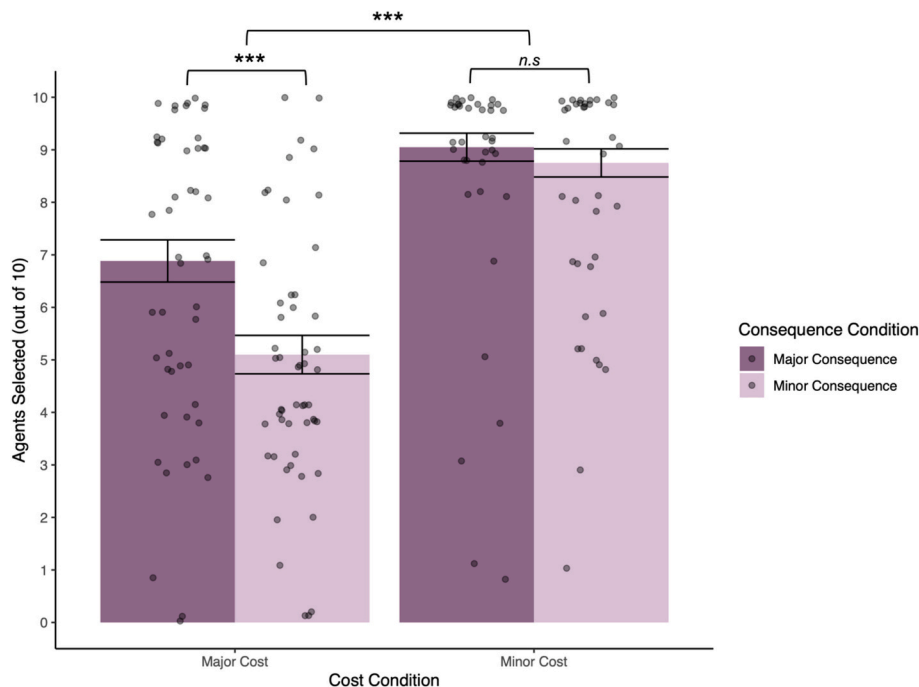 ***
***
n.s
10
9
8
7
6
5
4
3
2
1
0
Agents Selected (out of 10)
Major Cost
Minor Cost
Cost Condition
Consequence Condition
Major Consequence
Minor Consequence